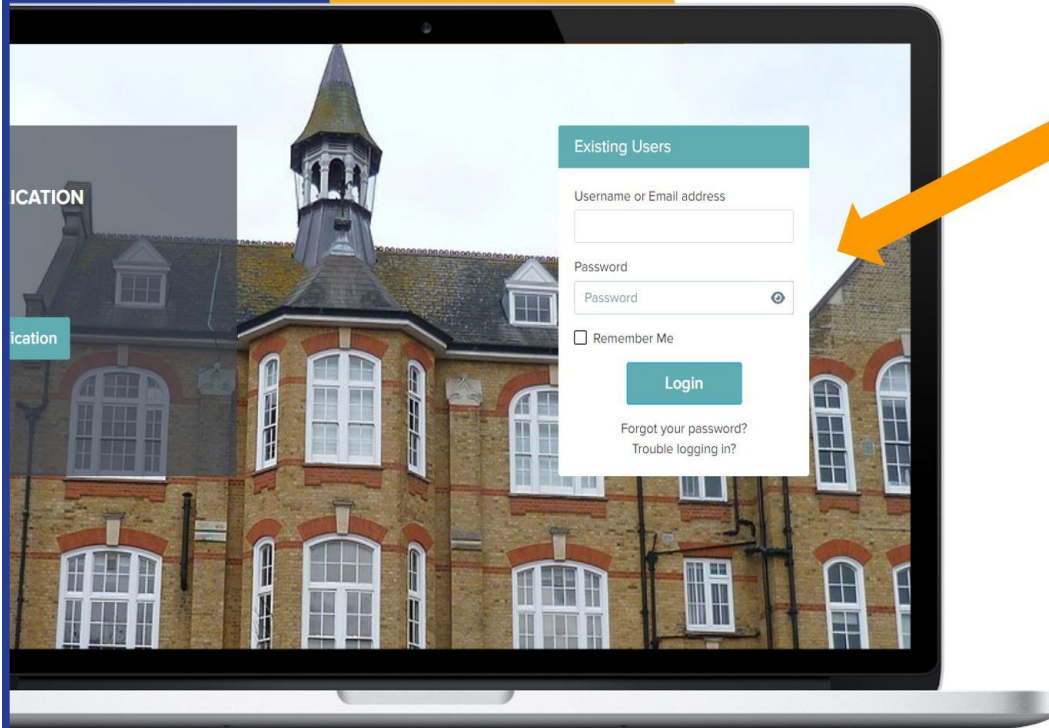 ICATION
ication
Existing Users
Username or Email address
Password
Password
Remember Me
Login
Forgot your password?
Trouble logging in?